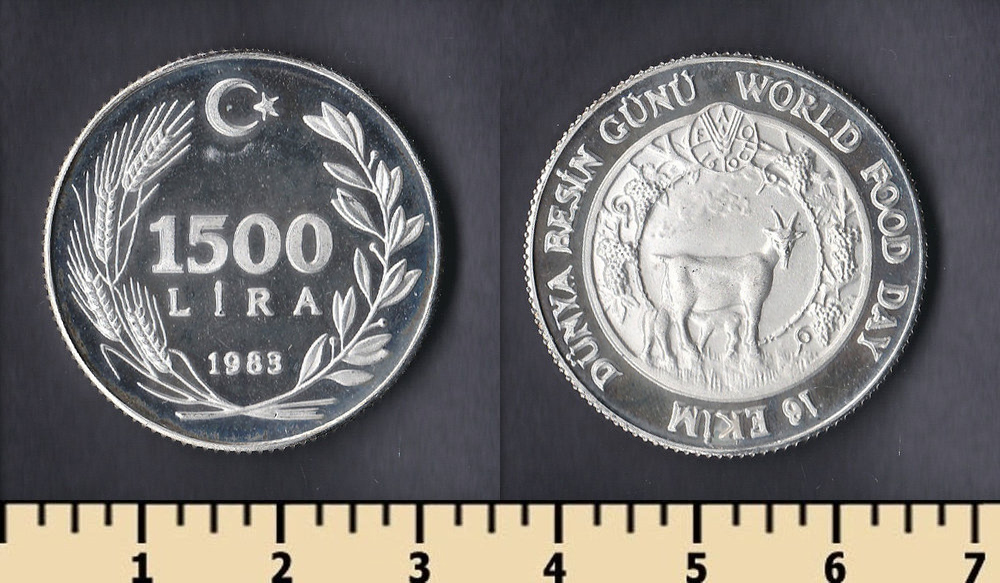 1500
LİRA
1983
DÜNYA BESİN GÜNÜ WORLD FOOD DAY
16 EKİM
FAO
1 2 3 4 5 6 7